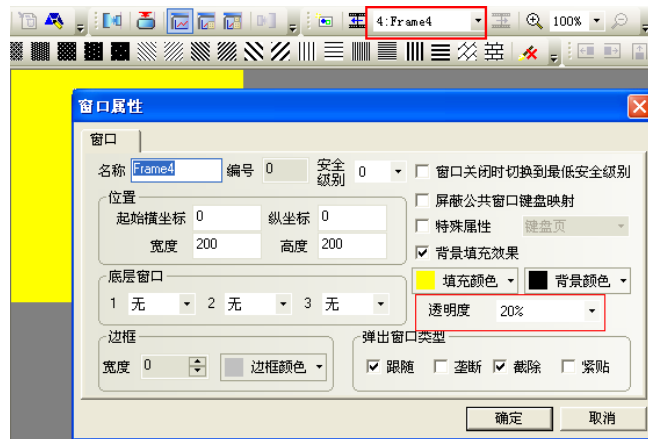 4:Frame4 100%
窗口属性
窗口
名称 Frame4 编号 0 安全级别 0 窗口关闭时切换到最低安全级别
位置 屏蔽公共窗口键盘映射
起始横坐标 0 纵坐标 0 特殊属性 键盘页
宽度 200 高度 200 背景填充效果
底层窗口 填充颜色 背景颜色
1 无 2 无 3 无 透明度 20%
边框 弹出窗口类型
宽度 0 边框颜色 跟随 垄断 截除 紧贴
确定 取消